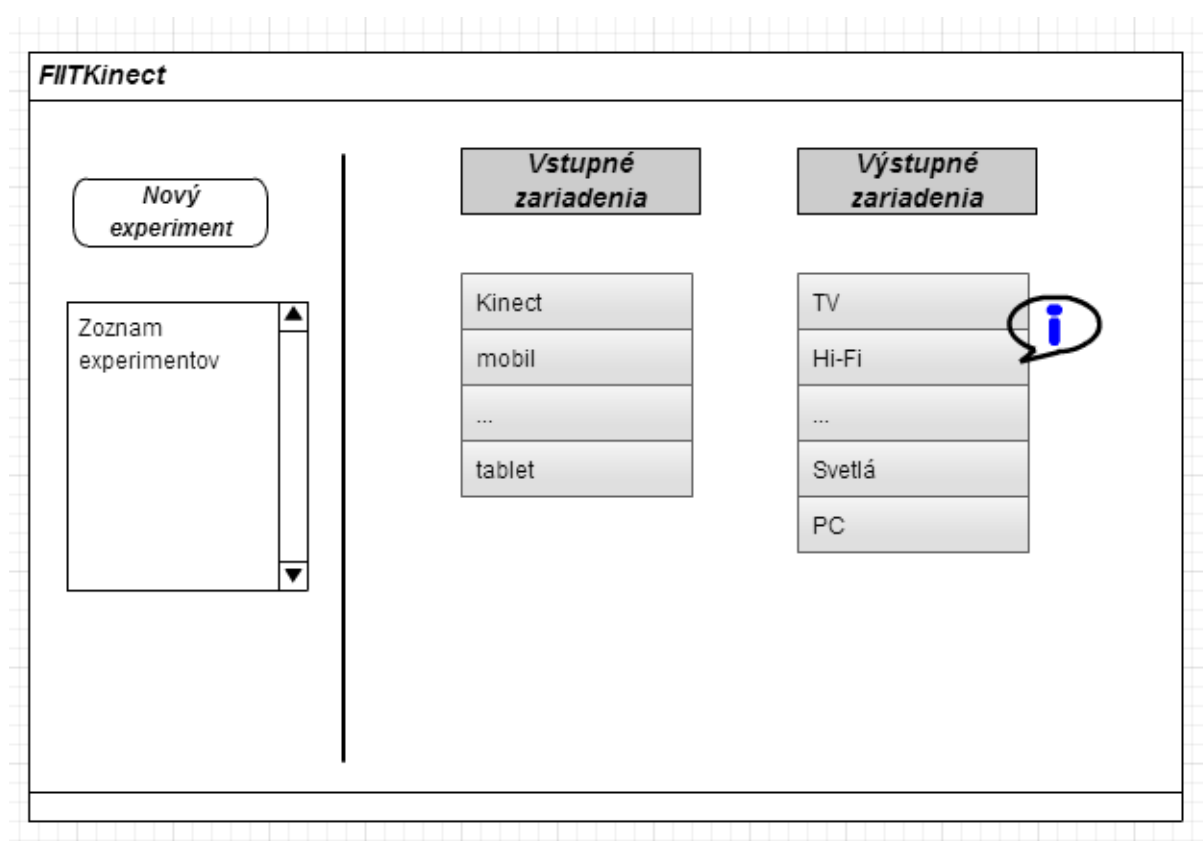 FIITKinect
Nový
experiment
Zoznam
experimentov
Vstupné
zariadenia
Kinect
mobil
...
tablet
Výstupné
zariadenia
TV
Hi-Fi
...
Svetlá
PC
i